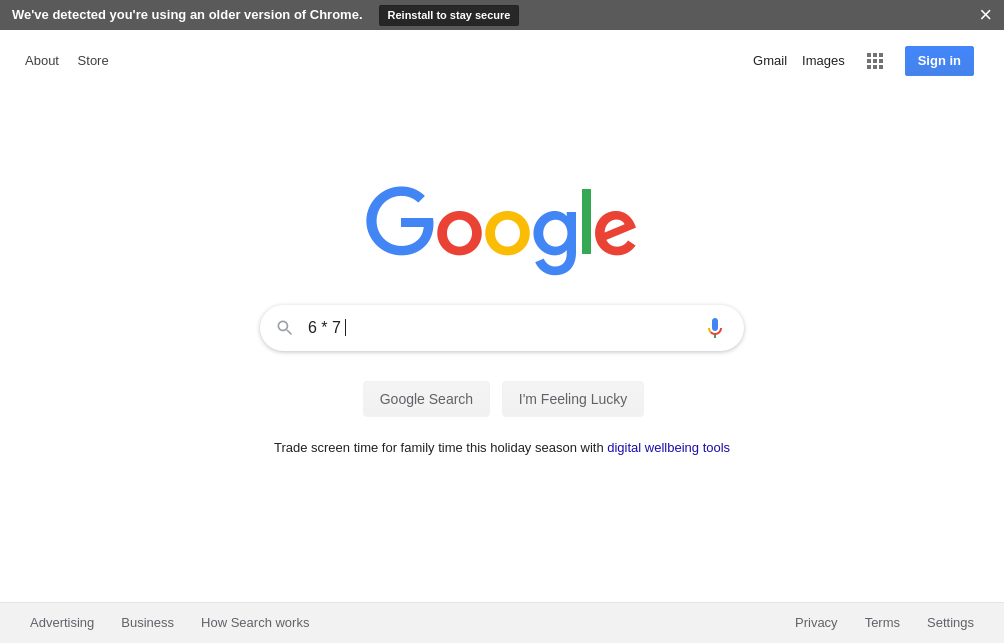 We've detected you're using an older version of Chrome. Reinstall to stay secure
About Store Gmail Images Sign in
Google
6 * 7
Google Search I'm Feeling Lucky
Trade screen time for family time this holiday season with digital wellbeing tools
Advertising Business How Search works Privacy Terms Settings